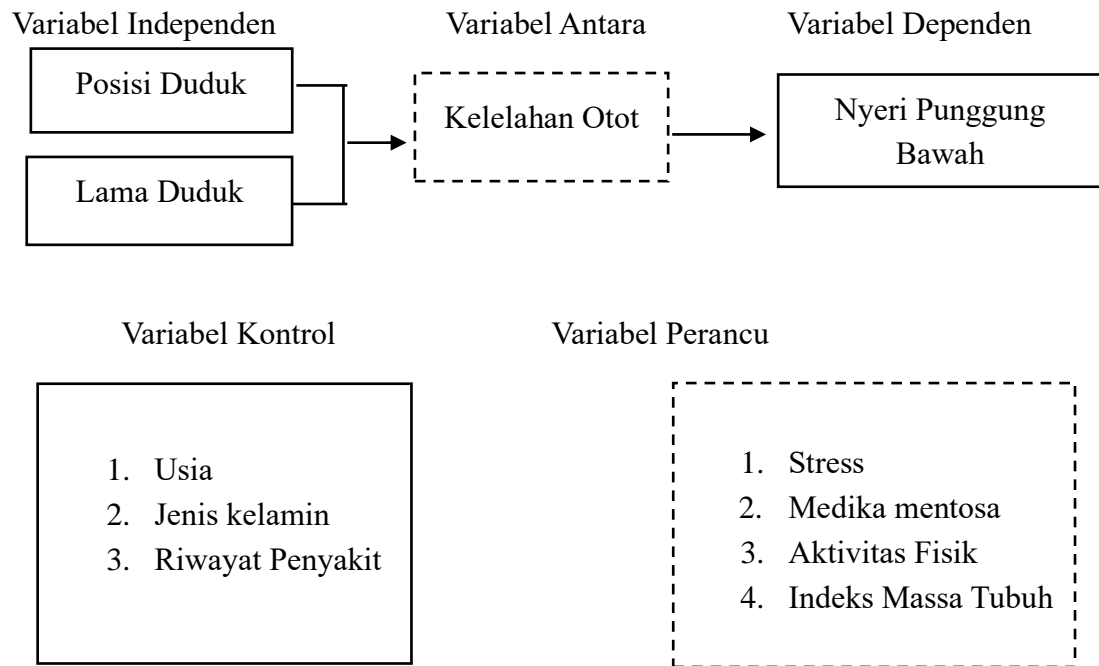 Variabel Independen
Variabel Antara
Variabel Dependen
Posisi Duduk
Kelelahan Otot
Nyeri Punggung
Bawah
Lama Duduk
Variabel Kontrol
Variabel Perancu
1. Usia
2. Jenis kelamin
3. Riwayat Penyakit
1. Stress
2. Medika mentosa
3. Aktivitas Fisik
4. Indeks Massa Tubuh